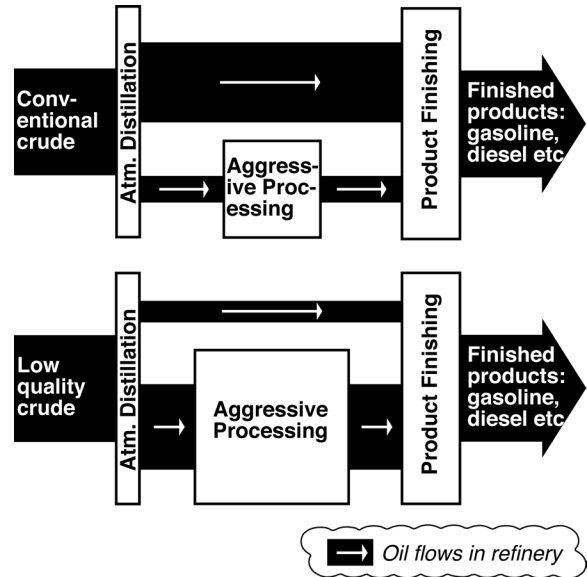 Conv-
entional
crude
Atm. Distillation
Aggress-
ive Proc-
essing
Product Finishing
Finished
products:
gasoline,
diesel etc
Low
quality
crude
Atm. Distillation
Aggressive
Processing
Product Finishing
Finished
products:
gasoline,
diesel etc
Oil flows in refinery